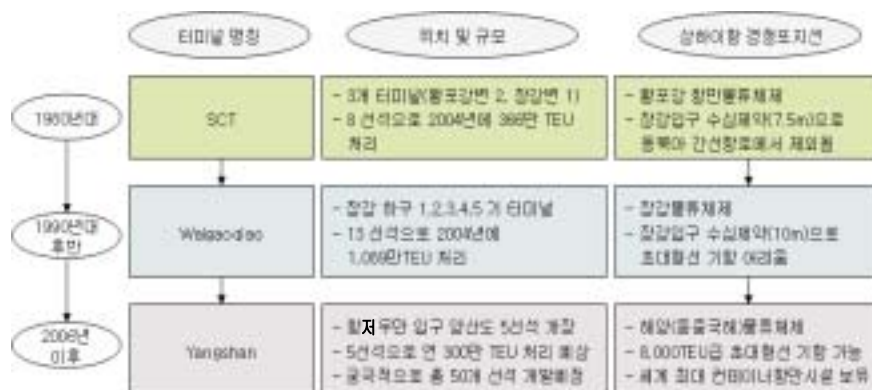 터미널 명칭
위치 및 규모
상하이항 경쟁포지션
1980년대
SCT
- 3개 터미널(황포강변 2, 장강변 1)
- 8 선석으로 2004년에 366만 TEU
처리
- 황포강 항만물류체제
- 장강입구 수심제약(7.5m)으로
동북아 간선항로에서 제외됨
1990년대
후반
Waigaoqiao
- 장강 하구 1,2,3,4,5 기 터미널
- 13 선석으로 2004년에
1,069만TEU 처리
- 장강물류체제
- 장강입구 수심제약(10m)으로
초대형선 기항 어려움
2006년
이후
Yangshan
- 항저우만 입구 양산도 5선석 개장
- 5선석으로 연 300만 TEU 처리 예상
- 궁극적으로 총 50개 선석 개발예정
- 해양(동중국해)물류체제
- 8,000TEU급 초대형선 기항 가능
- 세계 최대 컨테이너항만시설 보유